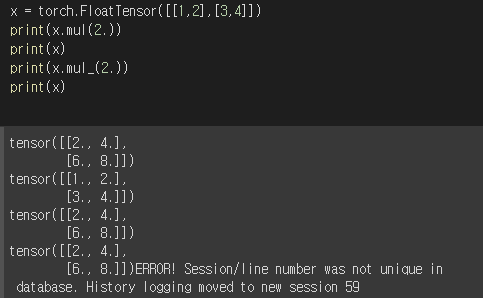 x = torch.FloatTensor([[1,2],[3,4]])
print(x.mul(2.))
print(x)
print(x.mul_(2.))
print(x)
tensor([[2., 4.],
        [6., 8.]])
tensor([[1., 2.],
        [3., 4.]])
tensor([[2., 4.],
        [6., 8.]])
tensor([[2., 4.],
        [6., 8.]])ERROR! Session/line number was not unique in
 database. History logging moved to new session 59